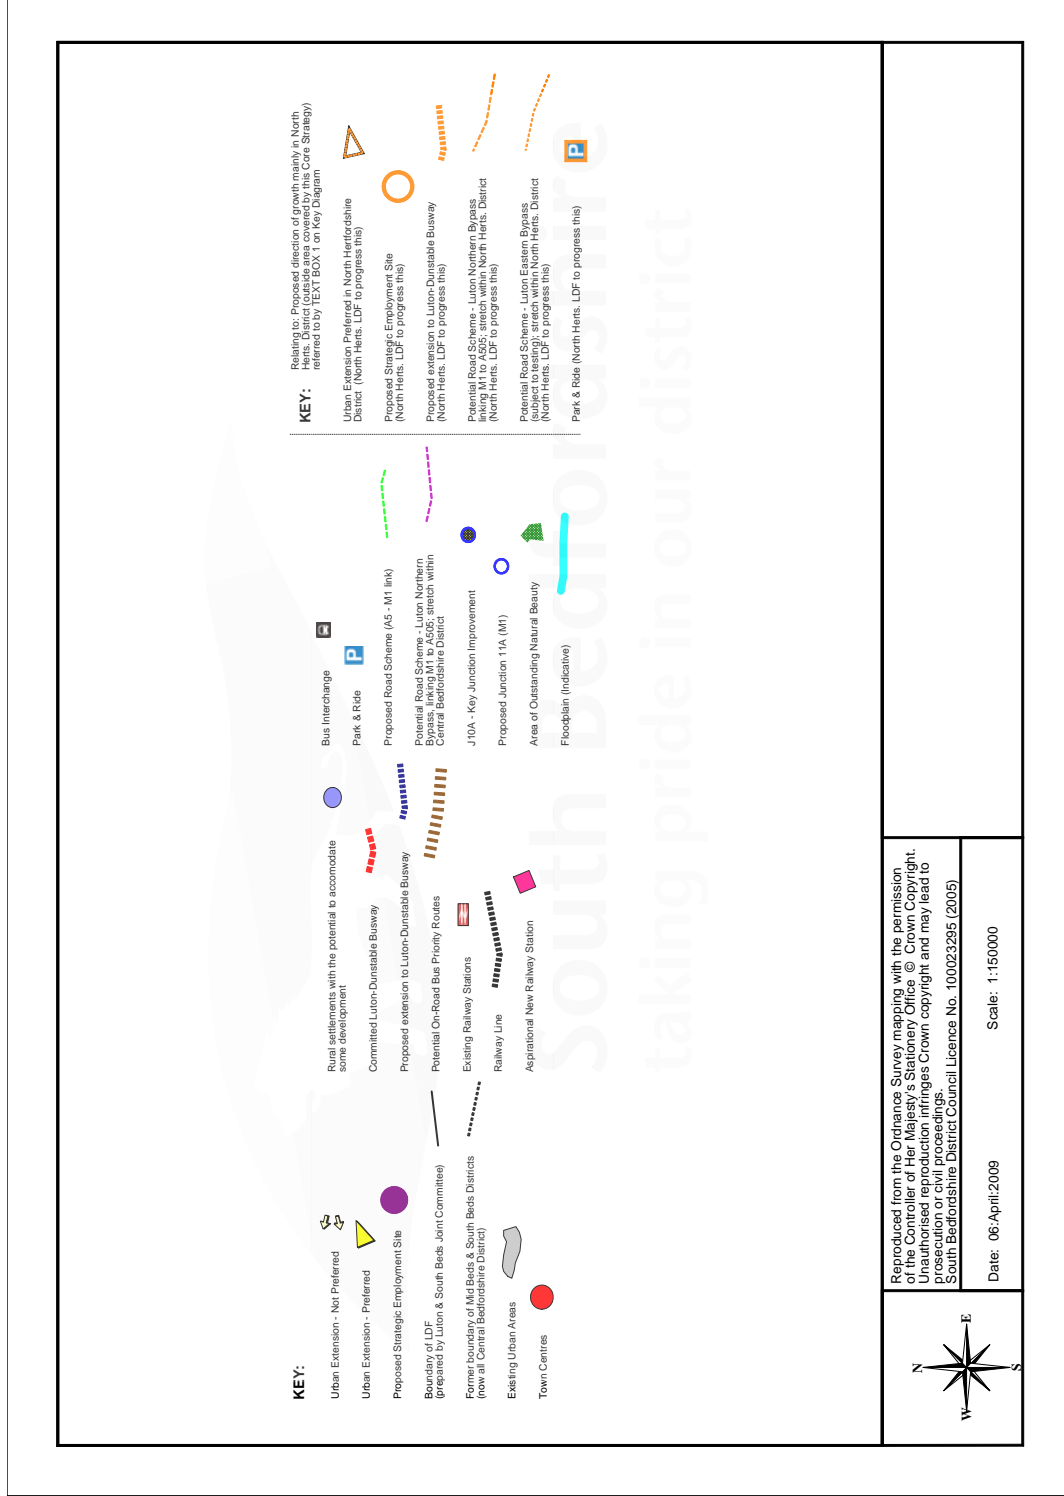 KEY:
Urban Extension - Not Preferred
Urban Extension - Preferred
Proposed Strategic Employment Site
Boundary of LDF
(prepared by Luton & South Beds Joint Committee)
Former boundary of Mid Beds & South Beds Districts
(now all Central Bedfordshire District)
Existing Urban Areas
Town Centres
Rural settlements with the potential to accomodate
some development
Committed Luton-Dunstable Busway
Proposed extension to Luton-Dunstable Busway
Potential On-Road Bus Priority Routes
Existing Railway Stations
Railway Line
Aspirational New Railway Station
Bus Interchange
Park & Ride
P
Proposed Road Scheme (A5 - M1 link)
Potential Road Scheme - Luton Northern
Bypass, linking M1 to A505; stretch within
Central Bedfordshire District
J10A - Key Junction Improvement
Proposed Junction 11A (M1)
Area of Outstanding Natural Beauty
Floodplain (Indicative)
KEY:
Relating to: Proposed direction of growth mainly in North
Herts. District (outside area covered by this Core Strategy)
referred to by TEXT BOX 1 on Key Diagram
Urban Extension Preferred in North Hertfordshire
District (North Herts. LDF to progress this)
Proposed Strategic Employment Site
(North Herts. LDF to progress this)
Proposed extension to Luton-Dunstable Busway
(North Herts. LDF to progress this)
Potential Road Scheme - Luton Northern Bypass
linking M1 to A505; stretch within North Herts. District
(North Herts. LDF to progress this)
Potential Road Scheme - Luton Eastern Bypass
(subject to testing); stretch within North Herts. District
(North Herts. LDF to progress this)
Park & Ride (North Herts. LDF to progress this)
P
South Bedfordshire
taking pride in our district
N
E
S
W
Reproduced from the Ordnance Survey mapping with the permission
of the Controller of Her Majesty's Stationery Office © Crown Copyright.
Unauthorised reproduction infringes Crown copyright and may lead to
prosecution or civil proceedings.
South Bedfordshire District Council Licence No. 100023295 (2005)
Date: 06:April:2009
Scale: 1:150000